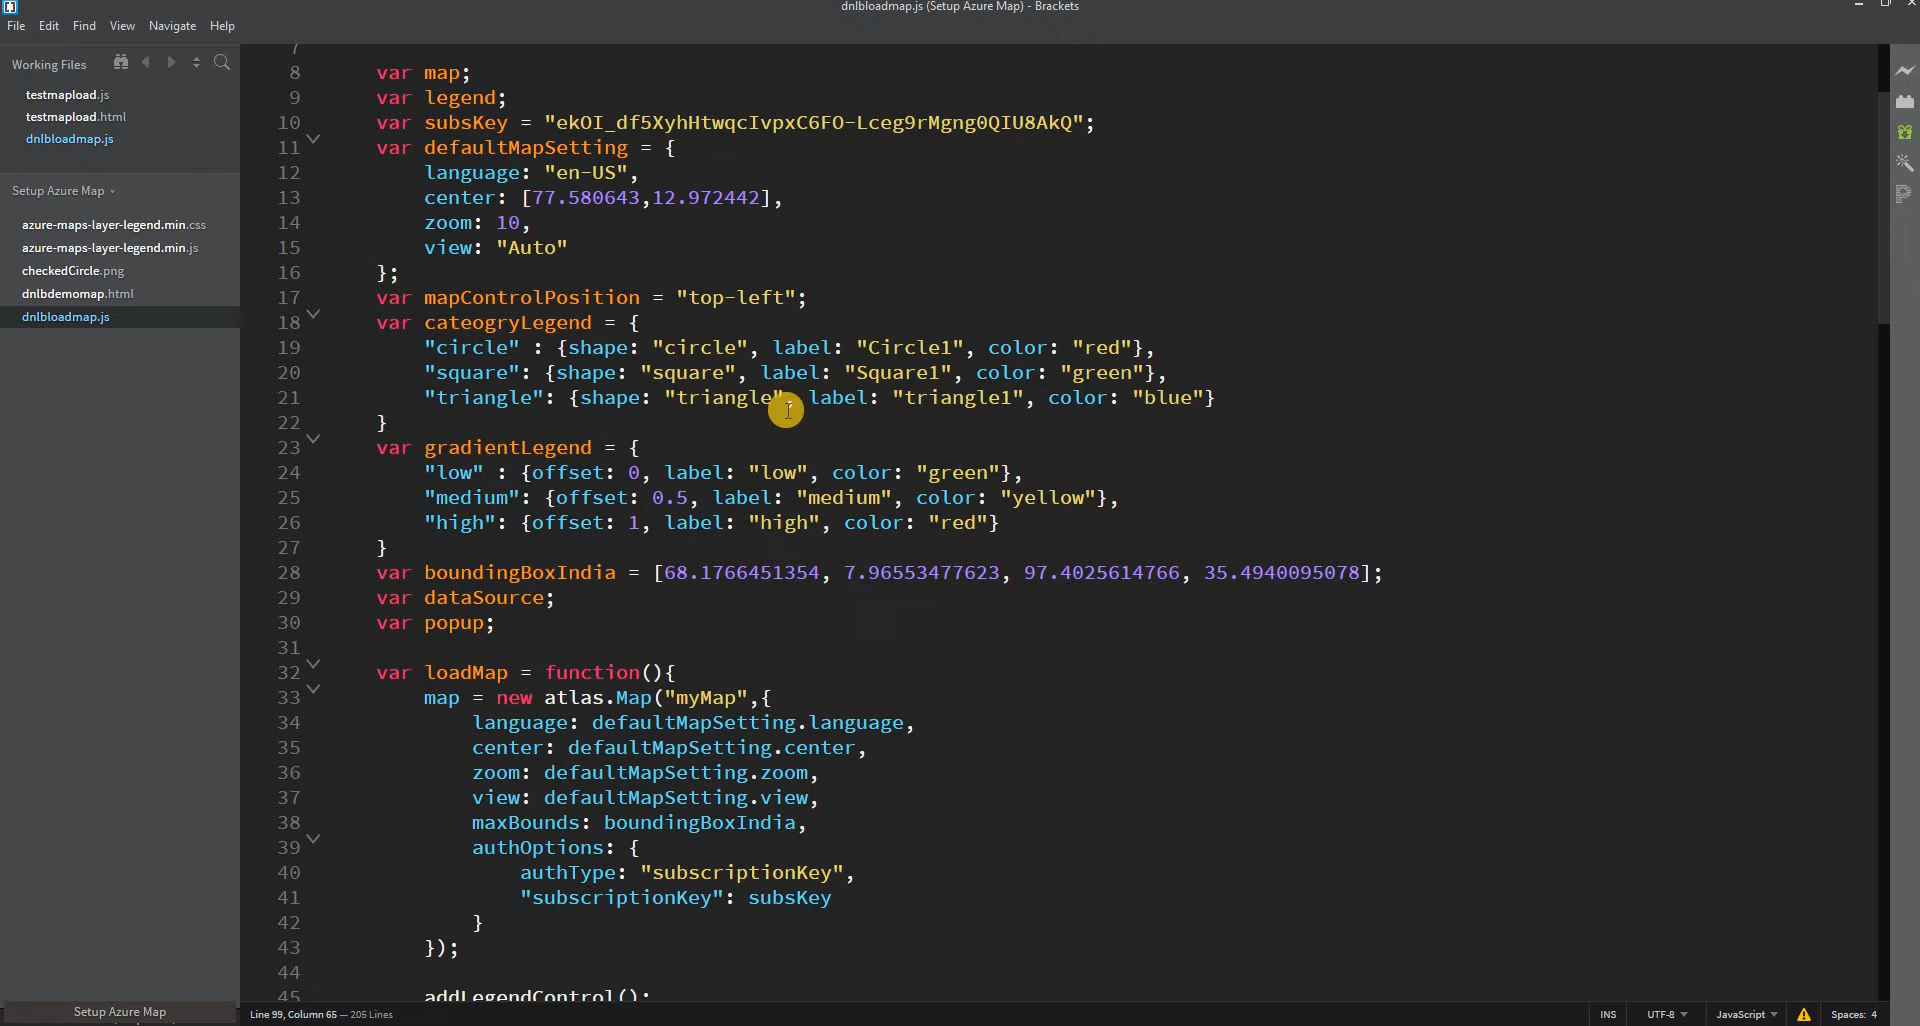 dnlbloadmap.js (Setup Azure Map) - Brackets
File Edit Find View Navigate Help
Working Files
testmapload.js
testmapload.html
dnlbloadmap.js
Setup Azure Map
azure-maps-layer-legend.min.css
azure-maps-layer-legend.min.js
checkedCircle.png
dnlbdemomap.html
dnlbloadmap.js
7
8 var map;
9 var legend;
10 var subsKey = "ekOI_df5XyhHtwqcIvpxC6FO-Lceg9rMgng0QIU8AkQ";
11 var defaultMapSetting = {
12 language: "en-US",
13 center: [77.580643,12.972442],
14 zoom: 10,
15 view: "Auto"
16 };
17 var mapControlPosition = "top-left";
18 var cateogryLegend = {
19 "circle" : {shape: "circle", label: "Circle1", color: "red"},
20 "square": {shape: "square", label: "Square1", color: "green"},
21 "triangle": {shape: "triangle", label: "triangle1", color: "blue"}
22 }
23 var gradientLegend = {
24 "low" : {offset: 0, label: "low", color: "green"},
25 "medium": {offset: 0.5, label: "medium", color: "yellow"},
26 "high": {offset: 1, label: "high", color: "red"}
27 }
28 var boundingBoxIndia = [68.1766451354, 7.96553477623, 97.4025614766, 35.4940095078];
29 var dataSource;
30 var popup;
31
32 var loadMap = function(){
33 map = new atlas.Map("myMap",{
34 language: defaultMapSetting.language,
35 center: defaultMapSetting.center,
36 zoom: defaultMapSetting.zoom,
37 view: defaultMapSetting.view,
38 maxBounds: boundingBoxIndia,
39 authOptions: {
40 authType: "subscriptionKey",
41 "subscriptionKey": subsKey
42 }
43 });
44
45 addLegendControl();
Setup Azure Map
Line 99, Column 65 — 205 Lines
INS UTF-8 JavaScript Spaces: 4